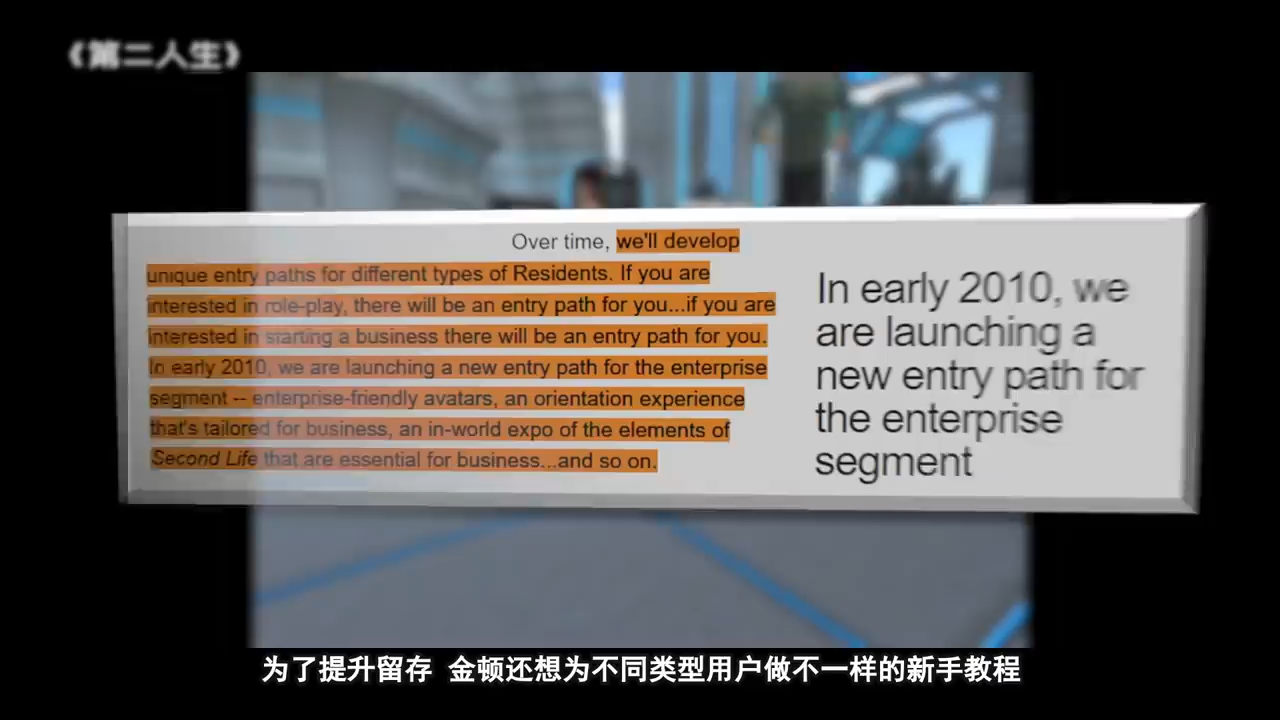 《第二人生》
Over time, we'll develop
unique entry paths for different types of Residents. If you are
interested in role-play, there will be an entry path for you...if you are
interested in starting a business there will be an entry path for you.
In early 2010, we are launching a new entry path for the enterprise
segment -- enterprise-friendly avatars, an orientation experience
that's tailored for business, an in-world expo of the elements of
Second Life that are essential for business...and so on.
In early 2010, we
are launching a
new entry path for
the enterprise
segment
为了提升留存 金顿还想为不同类型用户做不一样的新手教程